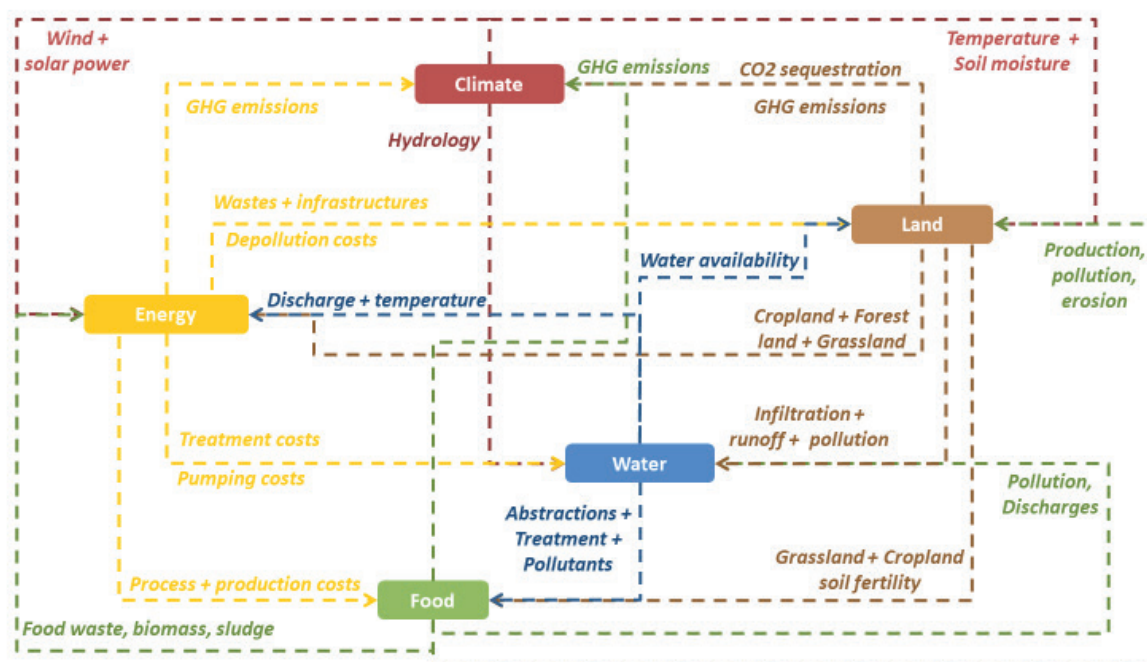 Wind +
solar power
Temperature +
Soil moisture
GHG emissions
CO2 sequestration
Climate
GHG emissions
GHG emissions
Hydrology
Wastes + infrastructures
Land
Depollution costs
Water availability
Production,
pollution,
erosion
Discharge + temperature
Energy
Cropland + Forest
land + Grassland
Infiltration +
runoff + pollution
Treatment costs
Water
Pumping costs
Pollution,
Discharges
Abstractions +
Treatment +
Pollutants
Grassland + Cropland
soil fertility
Process + production costs
Food
Food waste, biomass, sludge